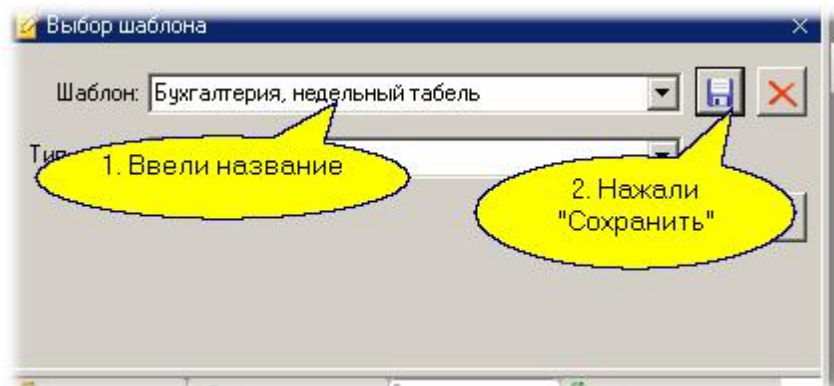 Выбор шаблона
Шаблон: Бухгалтерия, недельный табель
1. Ввели название
2. Нажали
"Сохранить"